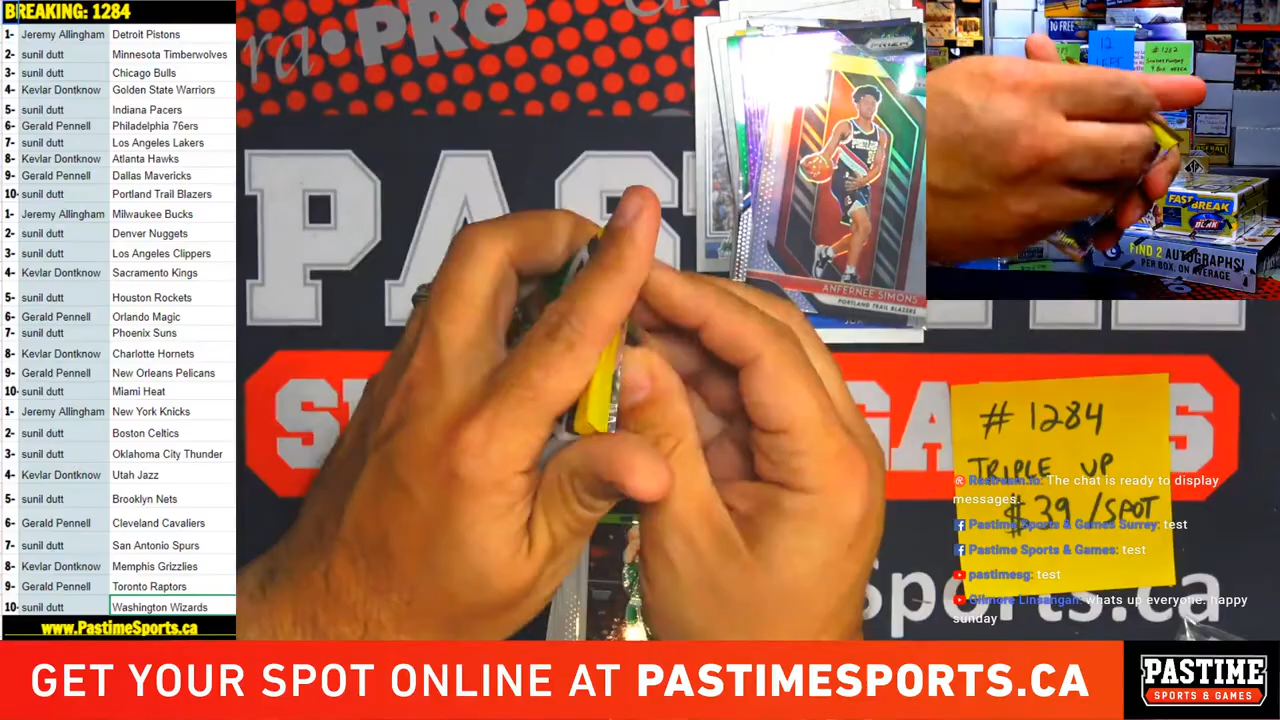 BREAKING: 1284
1- Jeremy Allingham Detroit Pistons
2- sunil dutt Minnesota Timberwolves
3- sunil dutt Chicago Bulls
4- Kevlar Dontknow Golden State Warriors
5- sunil dutt Indiana Pacers
6- Gerald Pennell Philadelphia 76ers
7- sunil dutt Los Angeles Lakers
8- Kevlar Dontknow Atlanta Hawks
9- Gerald Pennell Dallas Mavericks
10- sunil dutt Portland Trail Blazers
1- Jeremy Allingham Milwaukee Bucks
2- sunil dutt Denver Nuggets
3- sunil dutt Los Angeles Clippers
4- Kevlar Dontknow Sacramento Kings
5- sunil dutt Houston Rockets
6- Gerald Pennell Orlando Magic
7- sunil dutt Phoenix Suns
8- Kevlar Dontknow Charlotte Hornets
9- Gerald Pennell New Orleans Pelicans
10- sunil dutt Miami Heat
1- Jeremy Allingham New York Knicks
2- sunil dutt Boston Celtics
3- sunil dutt Oklahoma City Thunder
4- Kevlar Dontknow Utah Jazz
5- sunil dutt Brooklyn Nets
6- Gerald Pennell Cleveland Cavaliers
7- sunil dutt San Antonio Spurs
8- Kevlar Dontknow Memphis Grizzlies
9- Gerald Pennell Toronto Raptors
10- sunil dutt Washington Wizards
www.PastimeSports.ca
PRO
PAS
ANFERNEE SIMONS
PORTLAND TRAIL BLAZERS
10 FREE
12
#1282
FAST BREAK
FIND 2 AUTOGRAPHS!
PER BOX, ON AVERAGE
# 1284
TRIPLE UP
$39/SPOT
Restream.io: The chat is ready to display
messages.
Pastime Sports & Games Surrey: test
Pastime Sports & Games: test
pastimesg: test
Gilmore Linsangan: whats up everyone. happy
sunday
Sports.ca
GET YOUR SPOT ONLINE AT PASTIMESPORTS.CA
PASTIME
SPORTS & GAMES